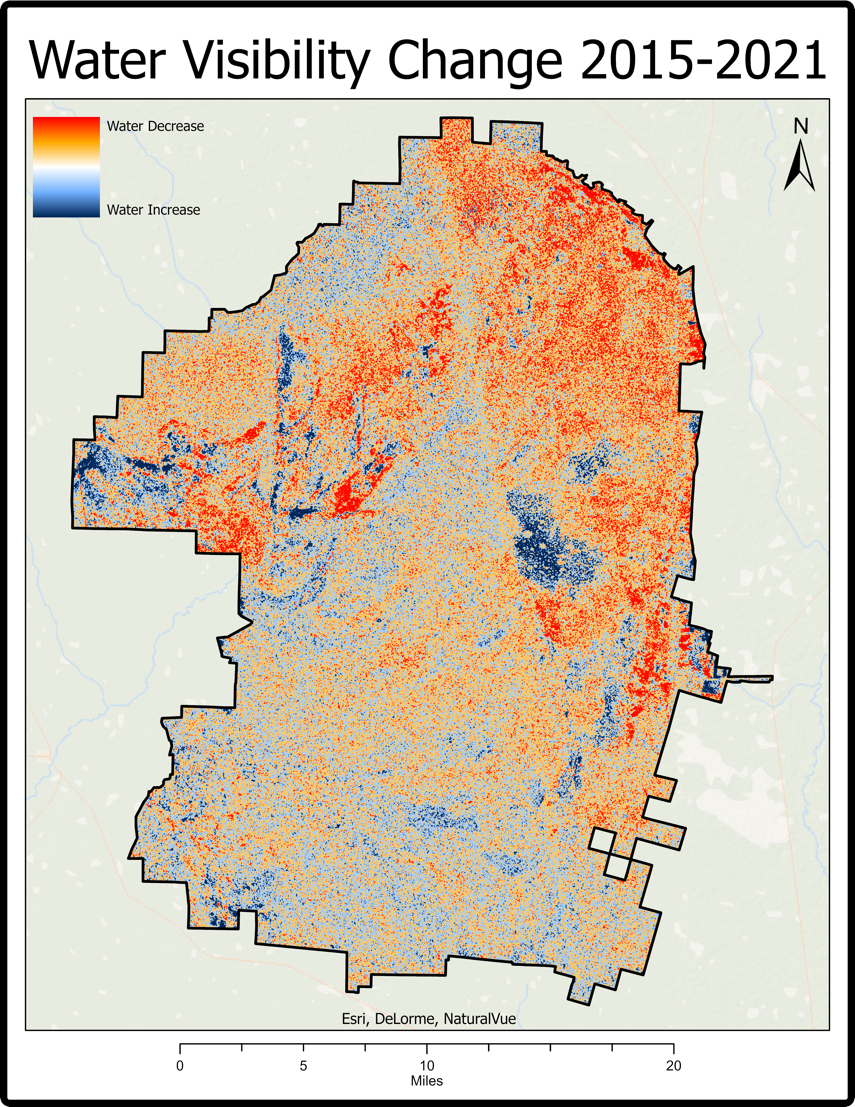 Water Visibility Change 2015-2021
Water Decrease
Water Increase
N
Esri, DeLorme, NaturalVue
0 5 10 20
Miles